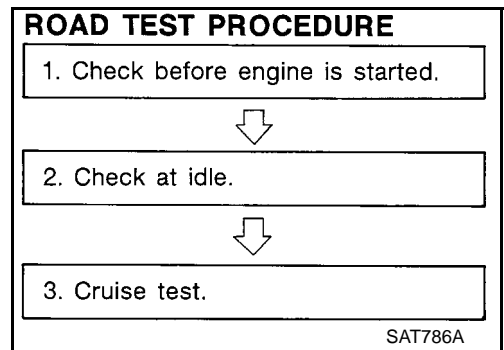 ROAD TEST PROCEDURE
1. Check before engine is started.
2. Check at idle.
3. Cruise test.
SAT786A